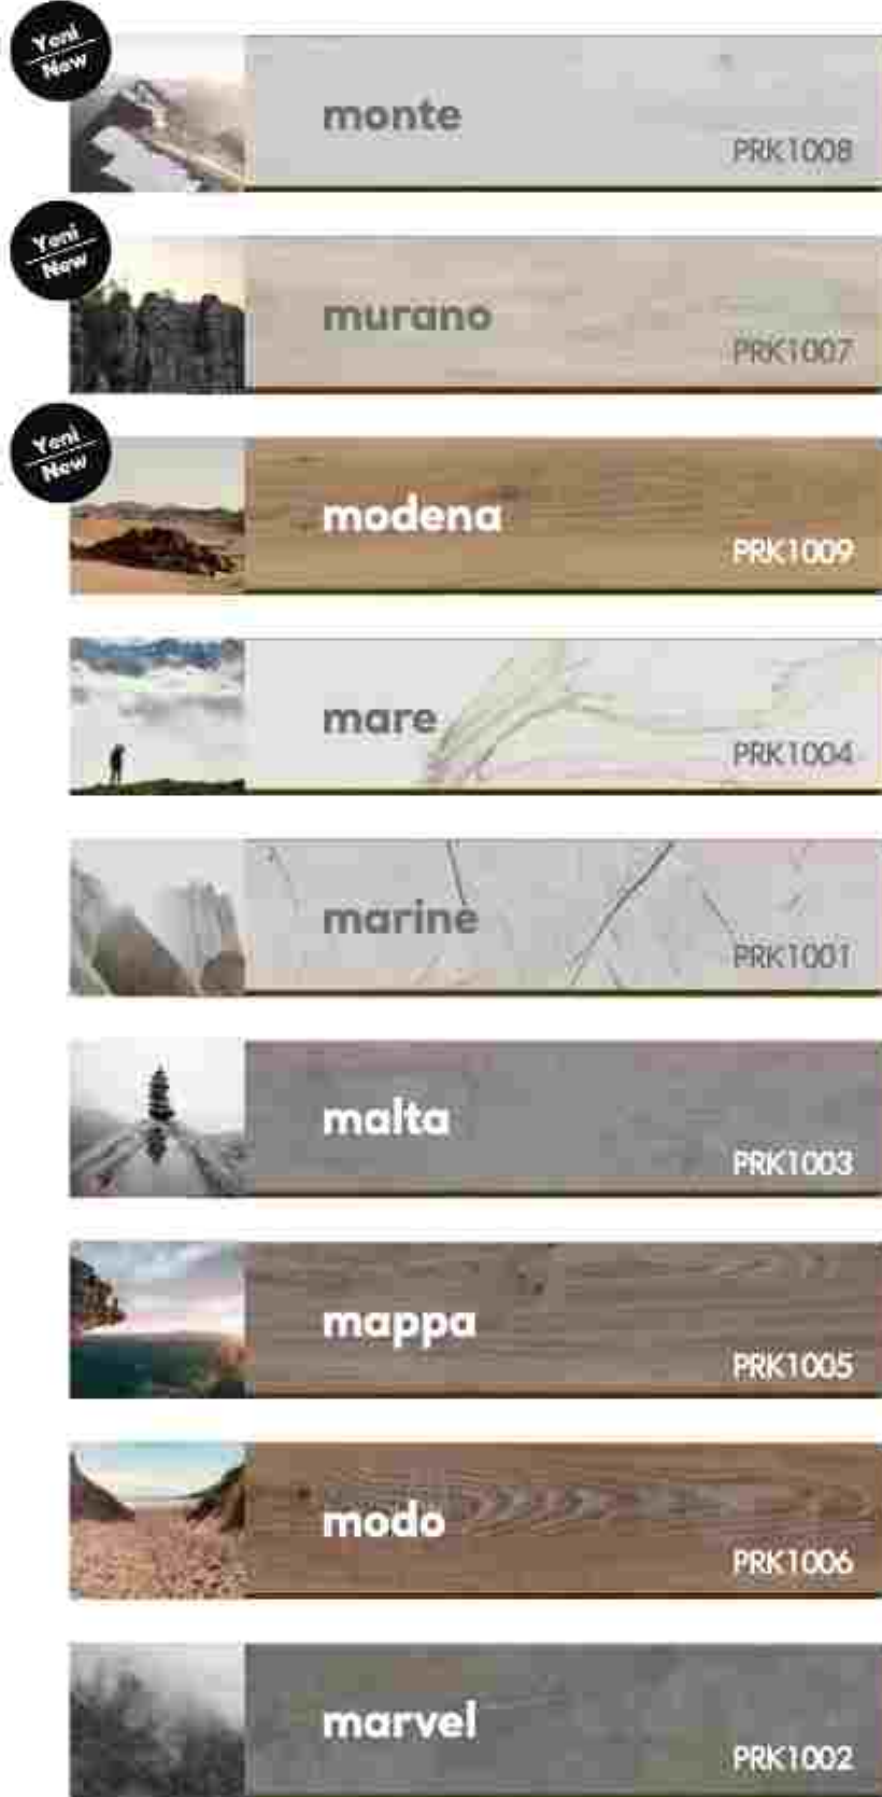 Yeni
New
monte
PRK1008
Yeni
New
murano
PRK1007
Yeni
New
modena
PRK1009
mare
PRK1004
marine
PRK1001
malta
PRK1003
mappa
PRK1005
modo
PRK1006
marvel
PRK1002